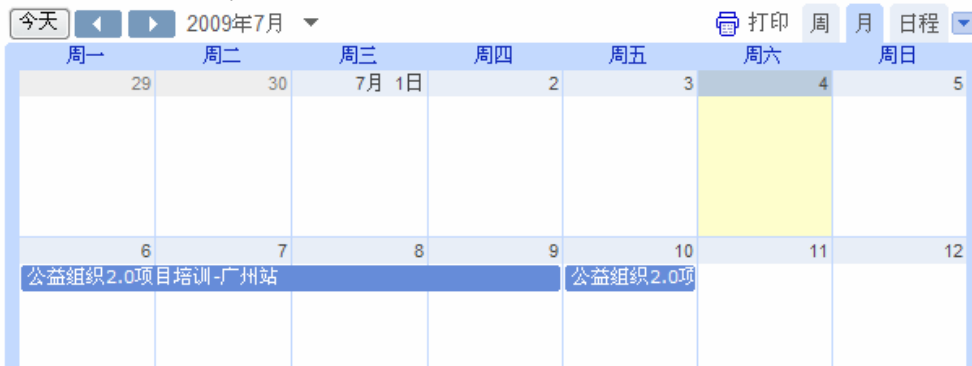 今天 2009年7月 打印 周 月 日程
周一 周二 周三 周四 周五 周六 周日
29 30 7月 1日 2 3 4 5
6 7 8 9 10 11 12
公益组织2.0项目培训-广州站 公益组织2.0项